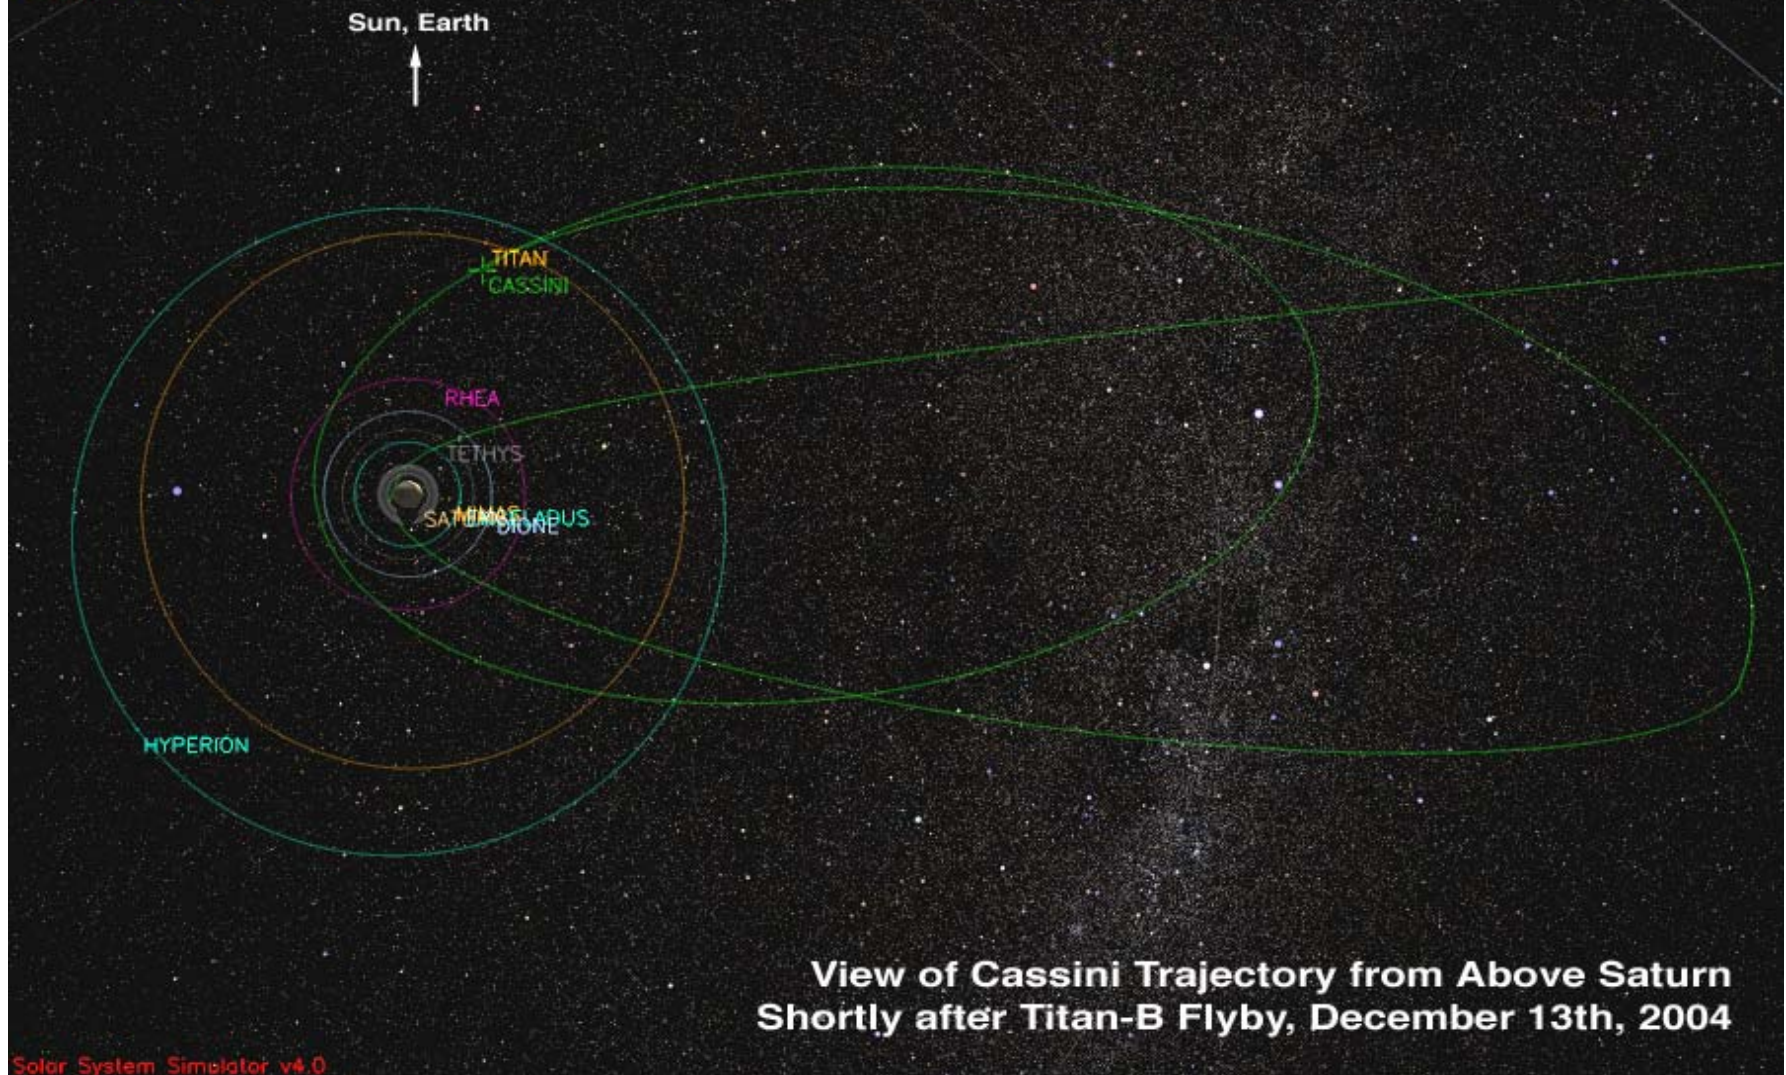 Sun, Earth
TITAN
CASSINI
RHEA
TETHYS
DIONE
HYPERION
View of Cassini Trajectory from Above Saturn
Shortly after Titan-B Flyby, December 13th, 2004
Solar System Simulator v4.0